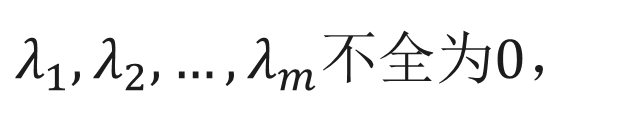 λ₁, λ₂, … , λₘ不全为0，